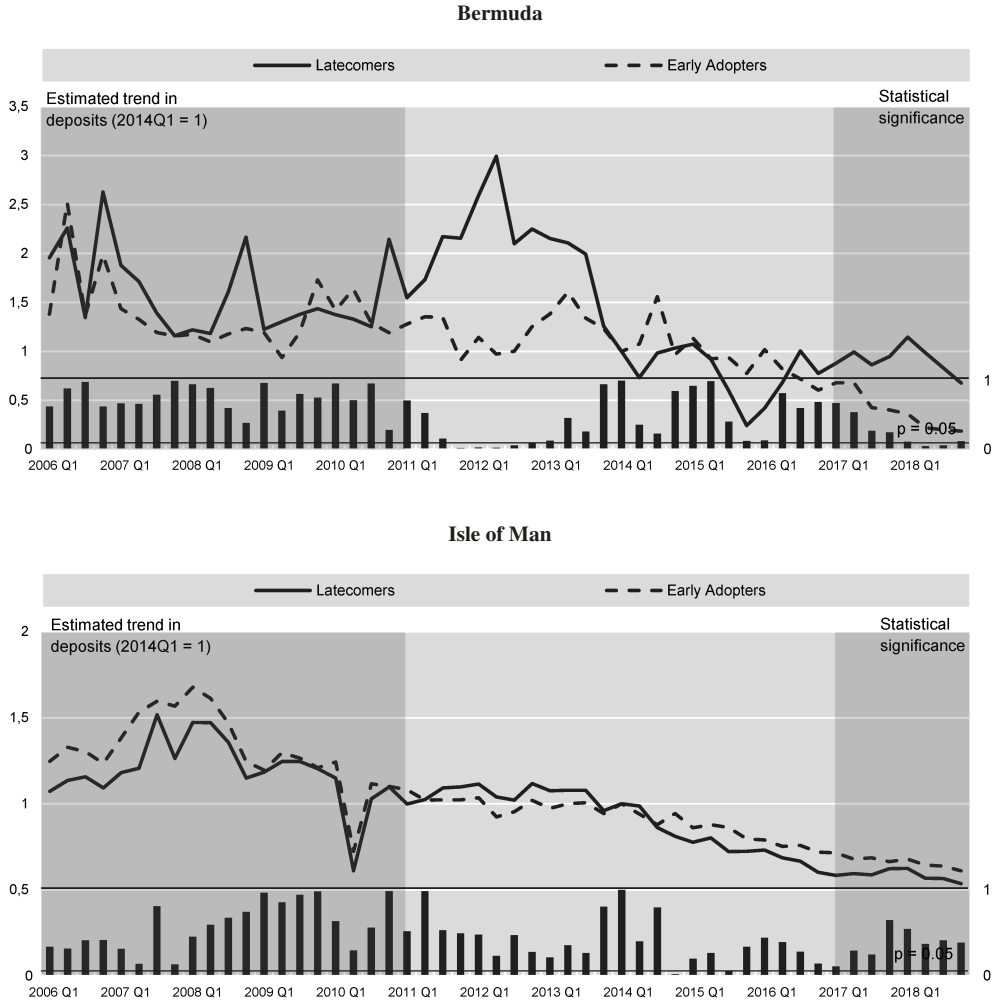 Bermuda
Latecomers Early Adopters
Estimated trend in Statistical
deposits (2014Q1 = 1) significance
3,5
3
2,5
2
1,5
1
1
0,5
p = 0.05
0 0
2006 Q1 2007 Q1 2008 Q1 2009 Q1 2010 Q1 2011 Q1 2012 Q1 2013 Q1 2014 Q1 2015 Q1 2016 Q1 2017 Q1 2018 Q1
Isle of Man
Latecomers Early Adopters
Estimated trend in Statistical
deposits (2014Q1 = 1) significance
2
1,5
1
0,5 1
p = 0.05
0 0
2006 Q1 2007 Q1 2008 Q1 2009 Q1 2010 Q1 2011 Q1 2012 Q1 2013 Q1 2014 Q1 2015 Q1 2016 Q1 2017 Q1 2018 Q1